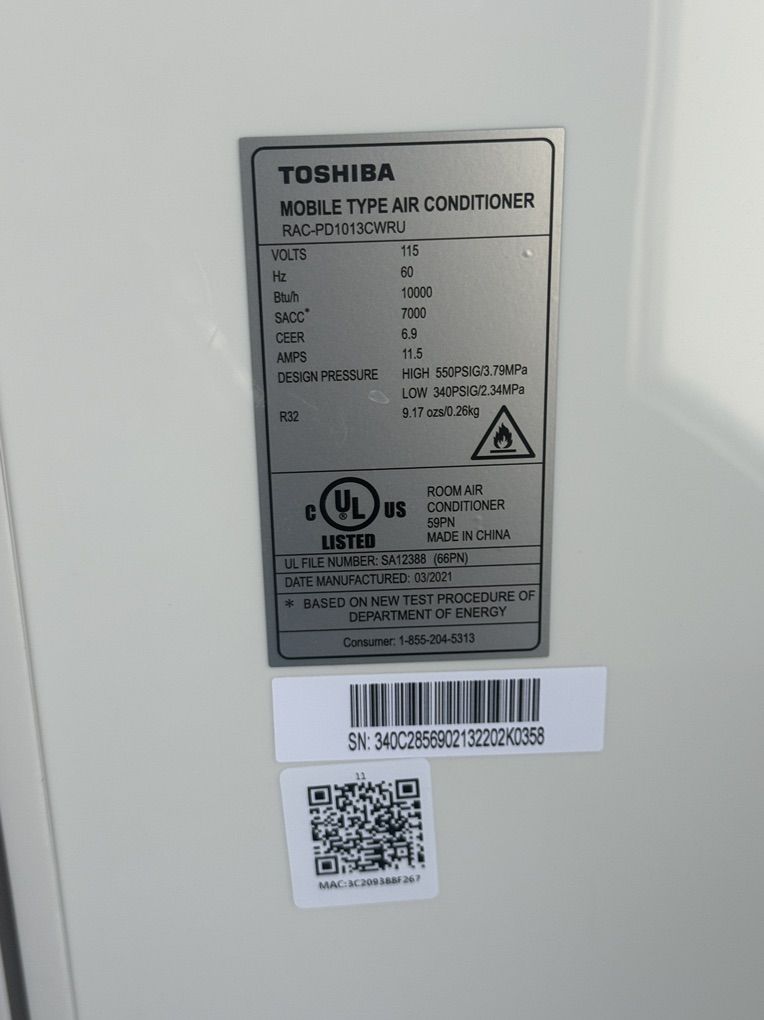 TOSHIBA
MOBILE TYPE AIR CONDITIONER
RAC-PD1013CWRU
VOLTS 115
Hz 60
Btu/h 10000
SACC* 7000
CEER 6.9
AMPS 11.5
DESIGN PRESSURE HIGH 550PSIG/3.79MPa
LOW 340PSIG/2.34MPa
R32 9.17 ozs/0.26kg
C UL US
®
LISTED
ROOM AIR
CONDITIONER
59PN
MADE IN CHINA
UL FILE NUMBER: SA12388 (66PN)
DATE MANUFACTURED: 03/2021
* BASED ON NEW TEST PROCEDURE OF
DEPARTMENT OF ENERGY
Consumer: 1-855-204-5313
SN: 340C2856902132202K0358
11
MAC:3C2093BBF267